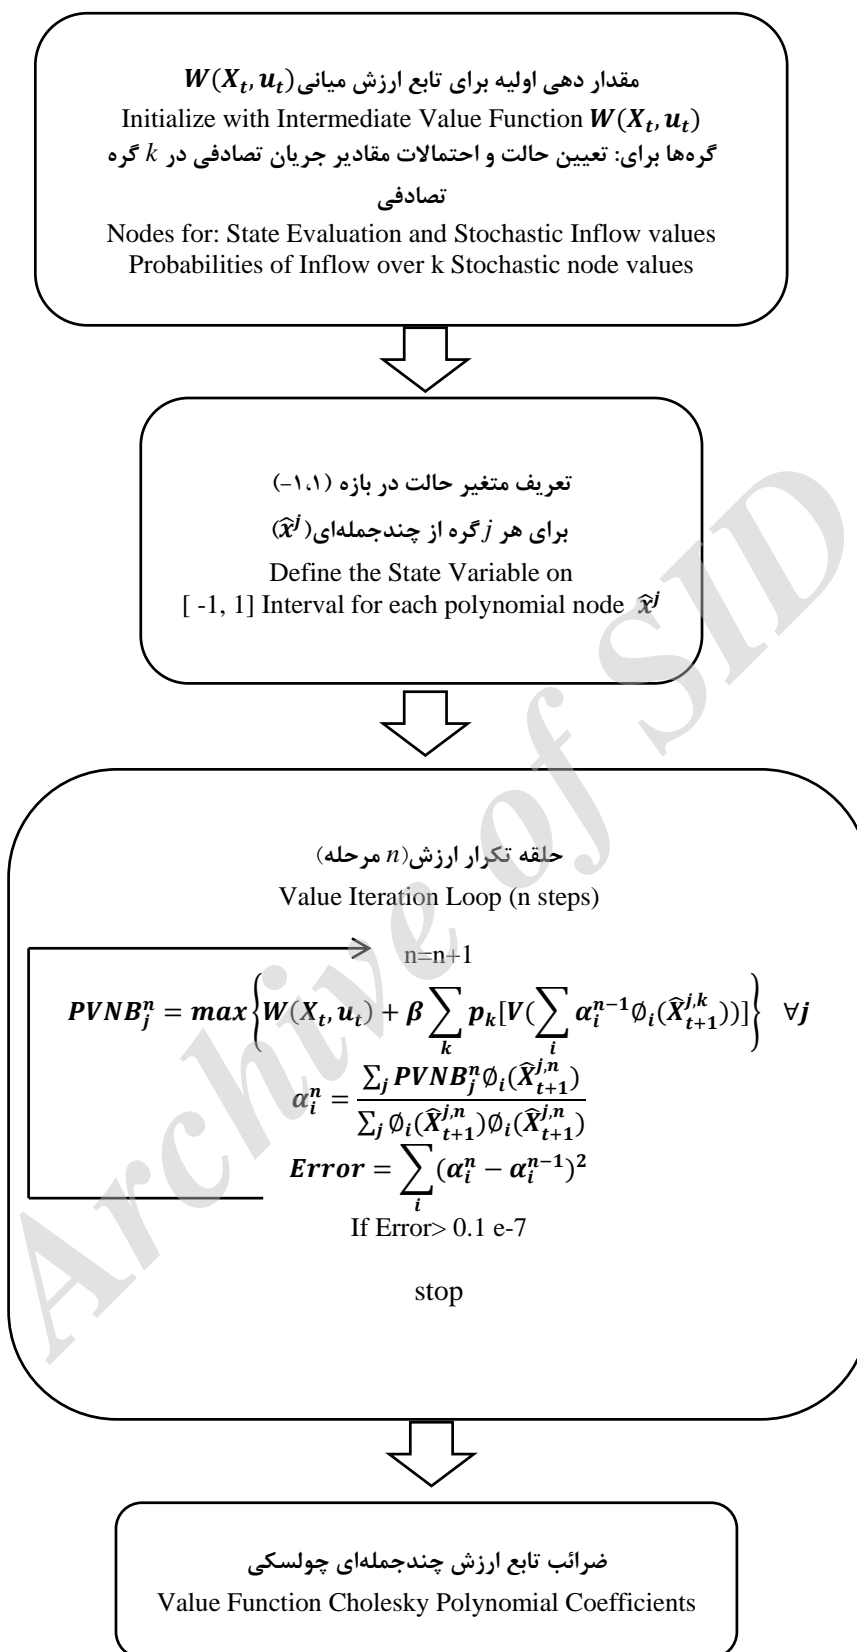 مقدار دهی اولیه برای تابع ارزش میانی W(X_t, u_t)
Initialize with Intermediate Value Function W(X_t, u_t)
گره‌ها برای: تعیین حالت و احتمالات مقادیر جریان تصادفی در k گره
تصادفی
Nodes for: State Evaluation and Stochastic Inflow values
Probabilities of Inflow over k Stochastic node values
تعریف متغیر حالت در بازه (۱،۱-)
برای هر j گره از چندجمله‌ای (x̂^j)
Define the State Variable on
[ -1, 1] Interval for each polynomial node x̂^j
حلقه تکرار ارزش(n مرحله)
Value Iteration Loop (n steps)
n=n+1
PVNB_j^n = max{W(X_t, u_t) + β ∑_k p_k[V(∑_i α_i^{n-1} ∅_i(X̂_{t+1}^{j,k}))]} ∀j
α_i^n = ∑_j PVNB_j^n ∅_i(X̂_{t+1}^{j,n}) / ∑_j ∅_i(X̂_{t+1}^{j,n})∅_i(X̂_{t+1}^{j,n})
Error = ∑_i (α_i^n − α_i^{n−1})^2
If Error> 0.1 e-7
stop
ضرائب تابع ارزش چندجمله‌ای چولسکی
Value Function Cholesky Polynomial Coefficients
Archive of SID